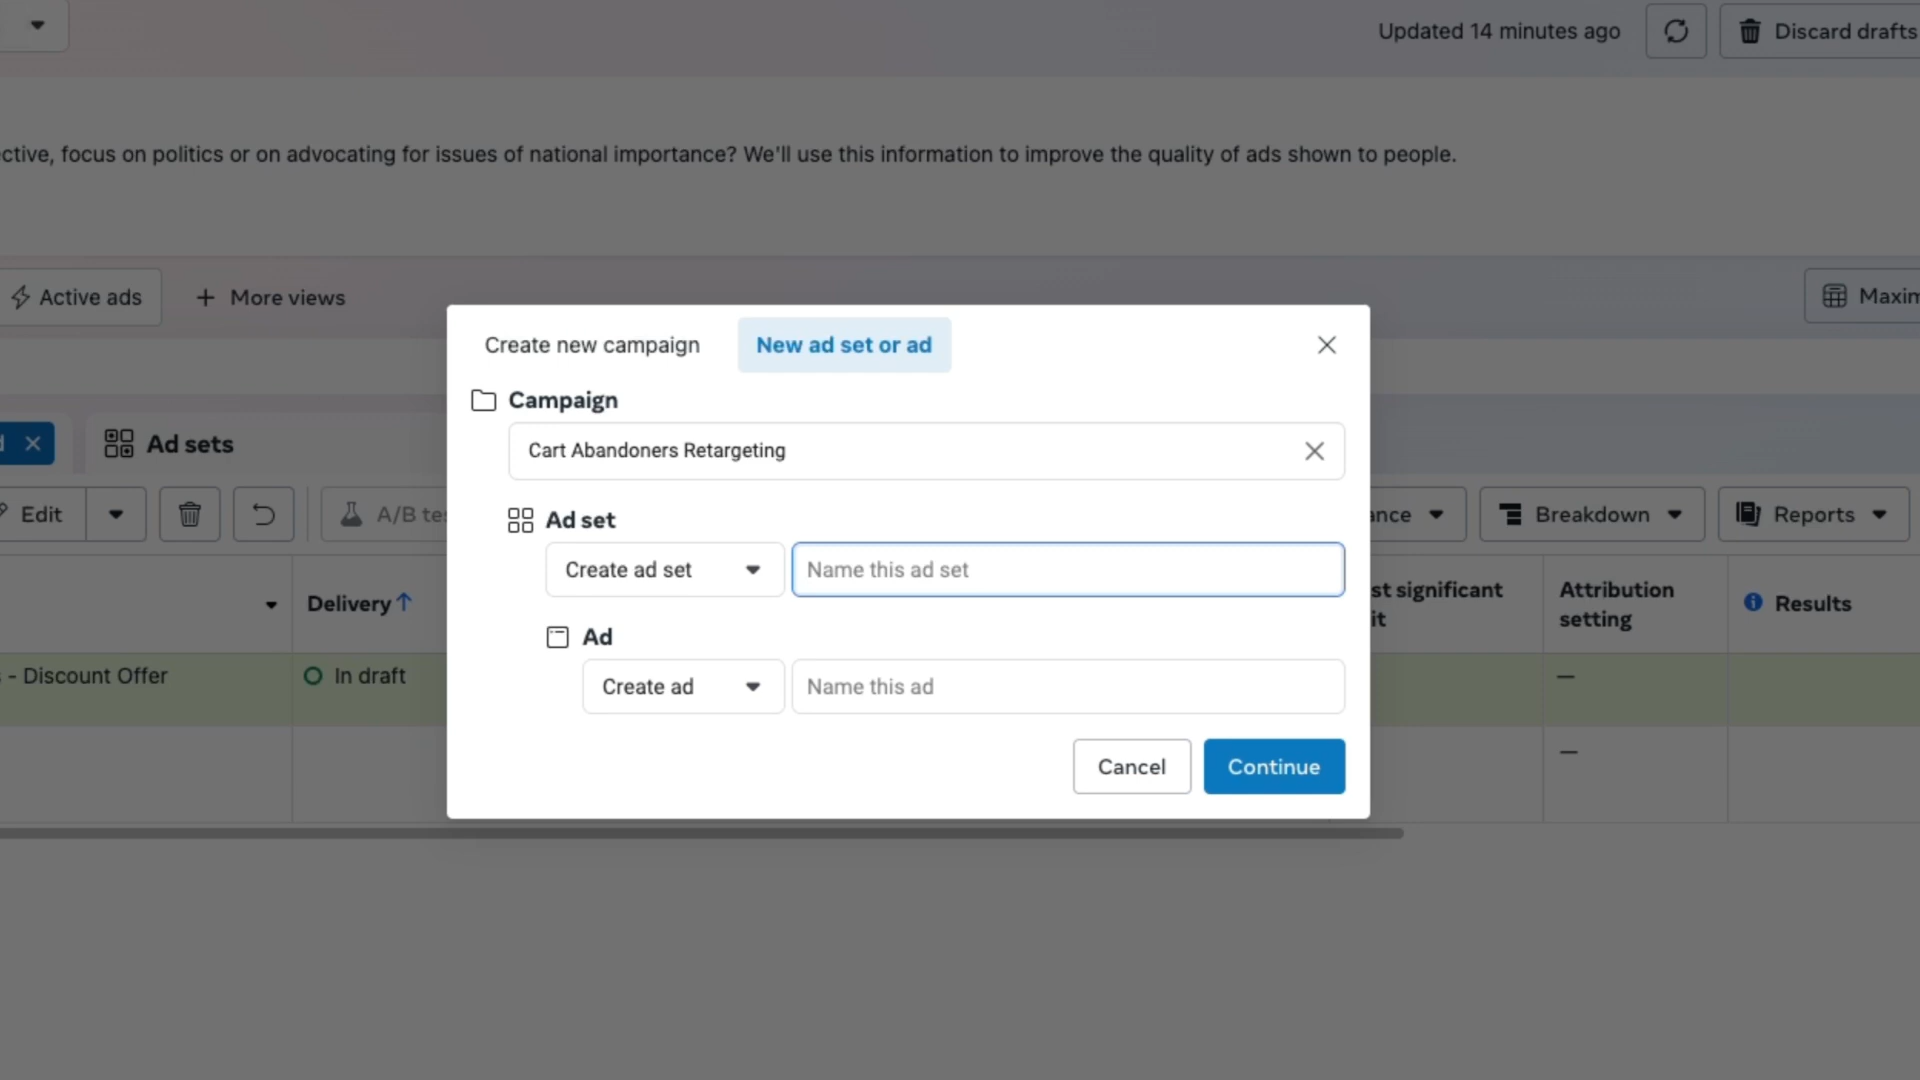 Updated 14 minutes ago
Discard drafts
ctive, focus on politics or on advocating for issues of national importance? We'll use this information to improve the quality of ads shown to people.
Active ads
+ More views
Create new campaign
New ad set or ad
Campaign
Cart Abandoners Retargeting
Ad sets
Edit
A/B tes
Ad set
Create ad set
Name this ad set
Ad
Create ad
Name this ad
Cancel
Continue
Maxim
ance
Breakdown
Reports
Delivery
st significant
it
Attribution
setting
Results
- Discount Offer
In draft
—
—